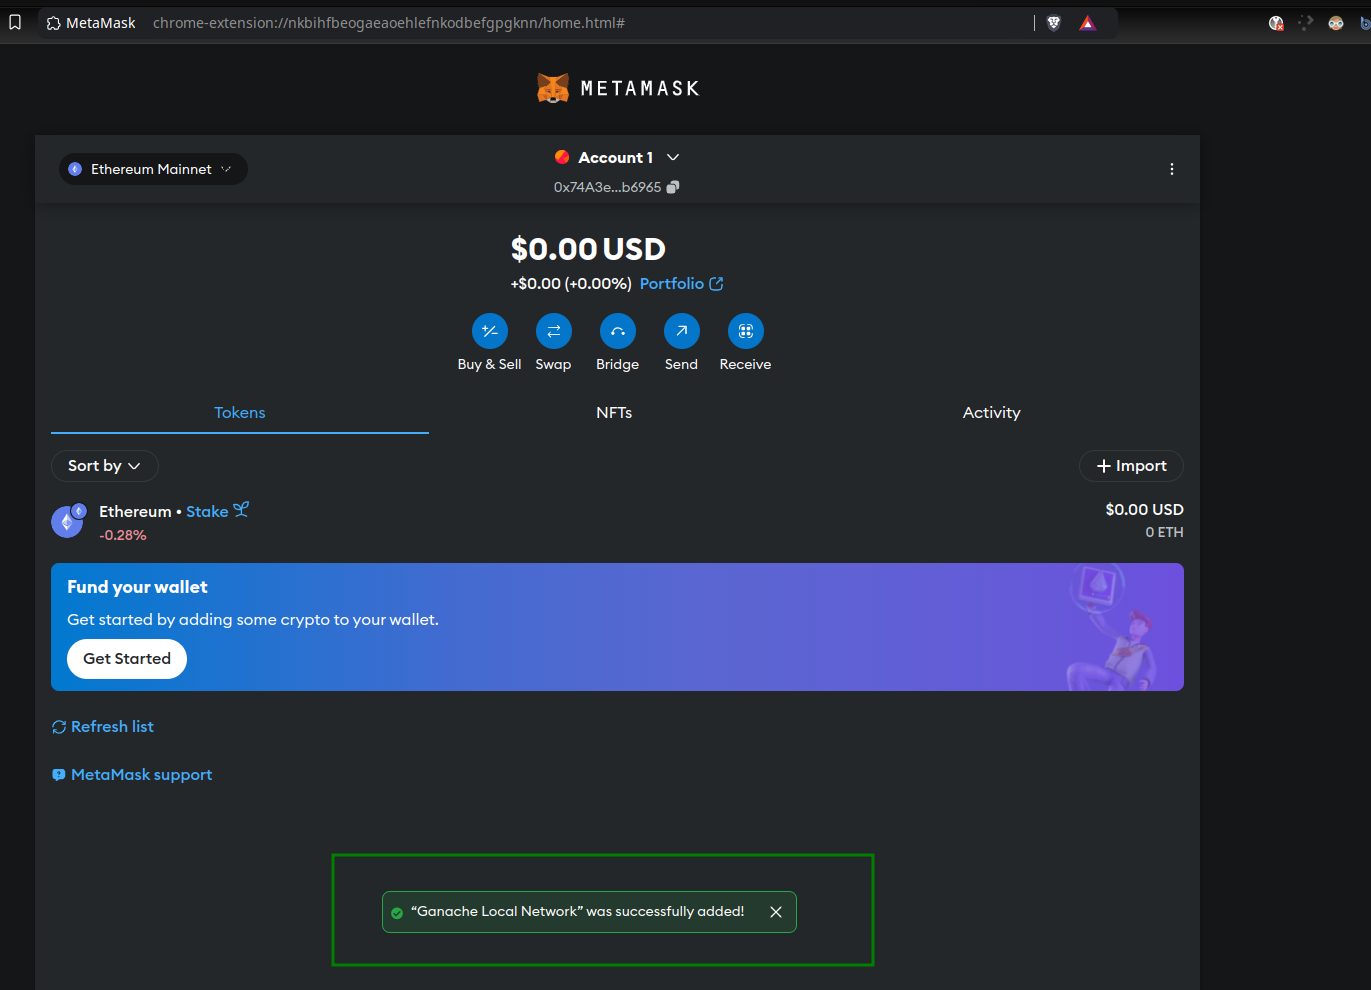 MetaMask chrome-extension://nkbihfbeogaeaoehlefnkodbefgpgknn/home.html#
METAMASK
Ethereum Mainnet
Account 1
0x74A3e...b6965
$0.00 USD
+$0.00 (+0.00%) Portfolio
Buy & Sell Swap Bridge Send Receive
Tokens NFTs Activity
Sort by
Import
Ethereum • Stake
$0.00 USD
-0.28%
0 ETH
Fund your wallet
Get started by adding some crypto to your wallet.
Get Started
Refresh list
MetaMask support
“Ganache Local Network” was successfully added!